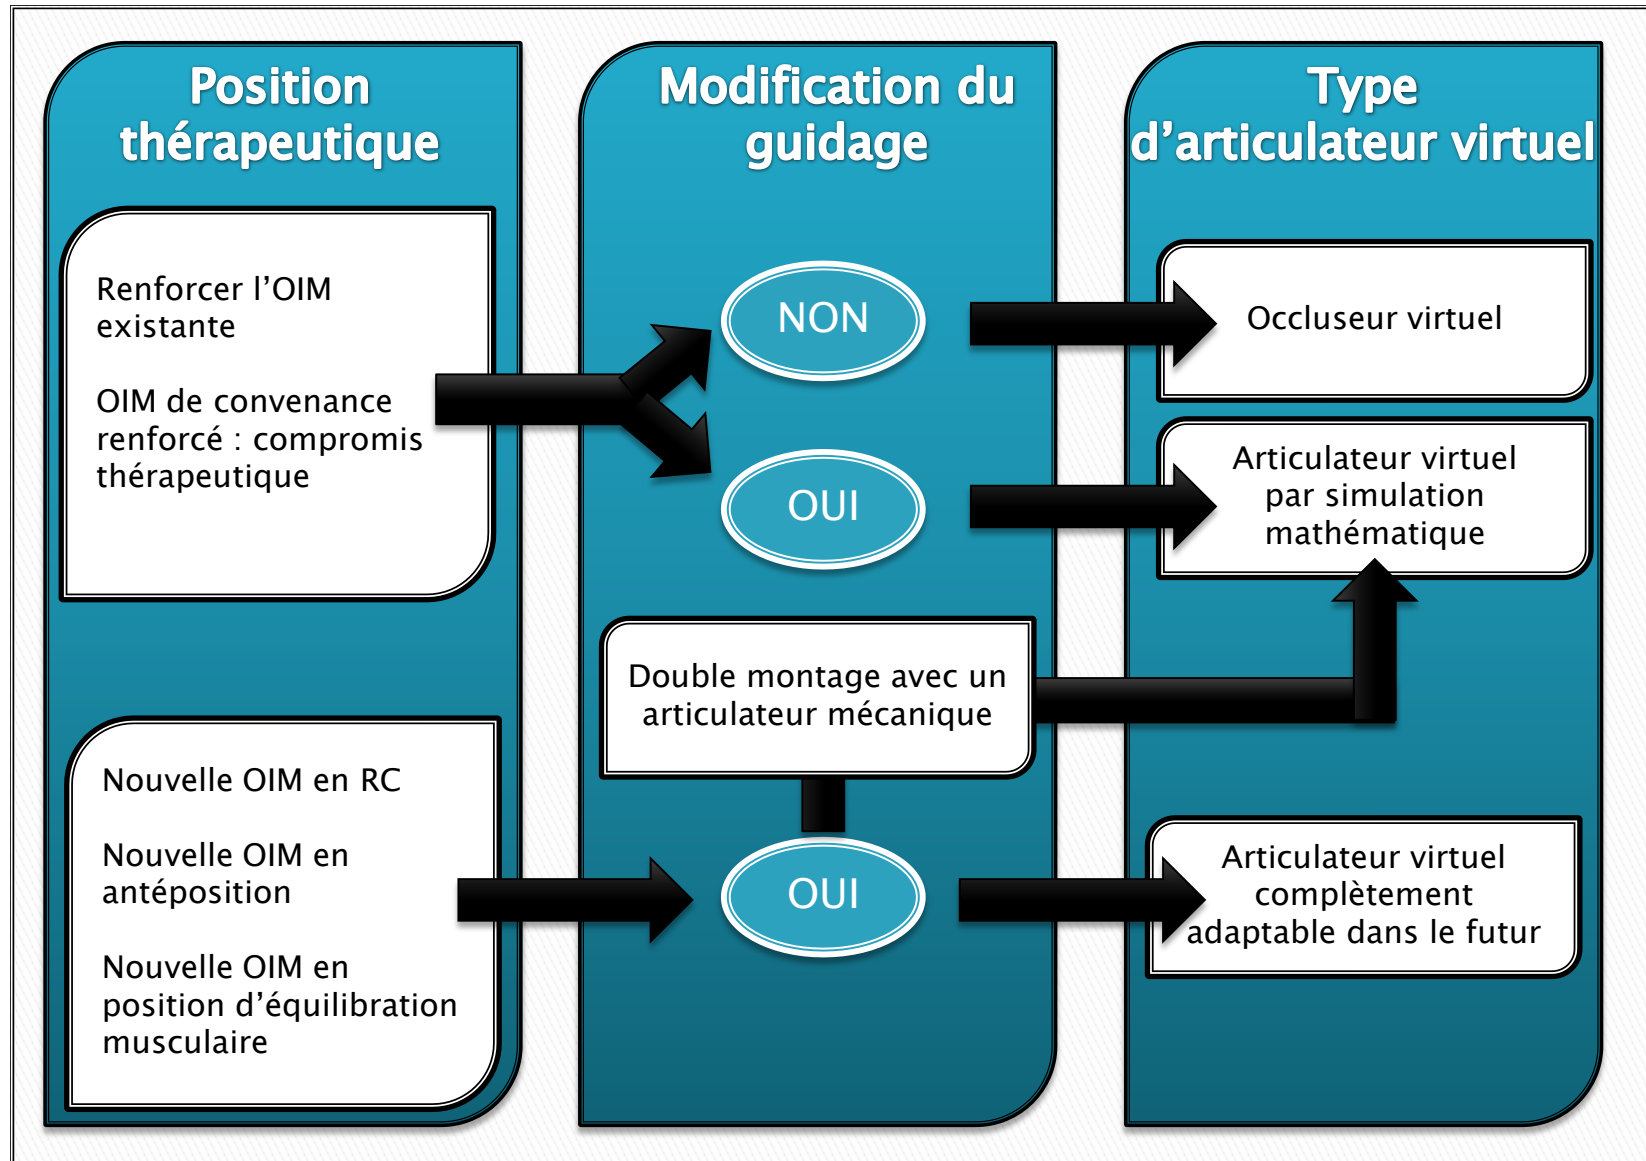 Position
thérapeutique
Renforcer l’OIM
existante
OIM de convenance
renforcé : compromis
thérapeutique
Nouvelle OIM en RC
Nouvelle OIM en
antéposition
Nouvelle OIM en
position d’équilibration
musculaire
Modification du
guidage
NON
OUI
Double montage avec un
articulateur mécanique
OUI
Type
d’articulateur virtuel
Occluseur virtuel
Articulateur virtuel
par simulation
mathématique
Articulateur virtuel
complètement
adaptable dans le futur